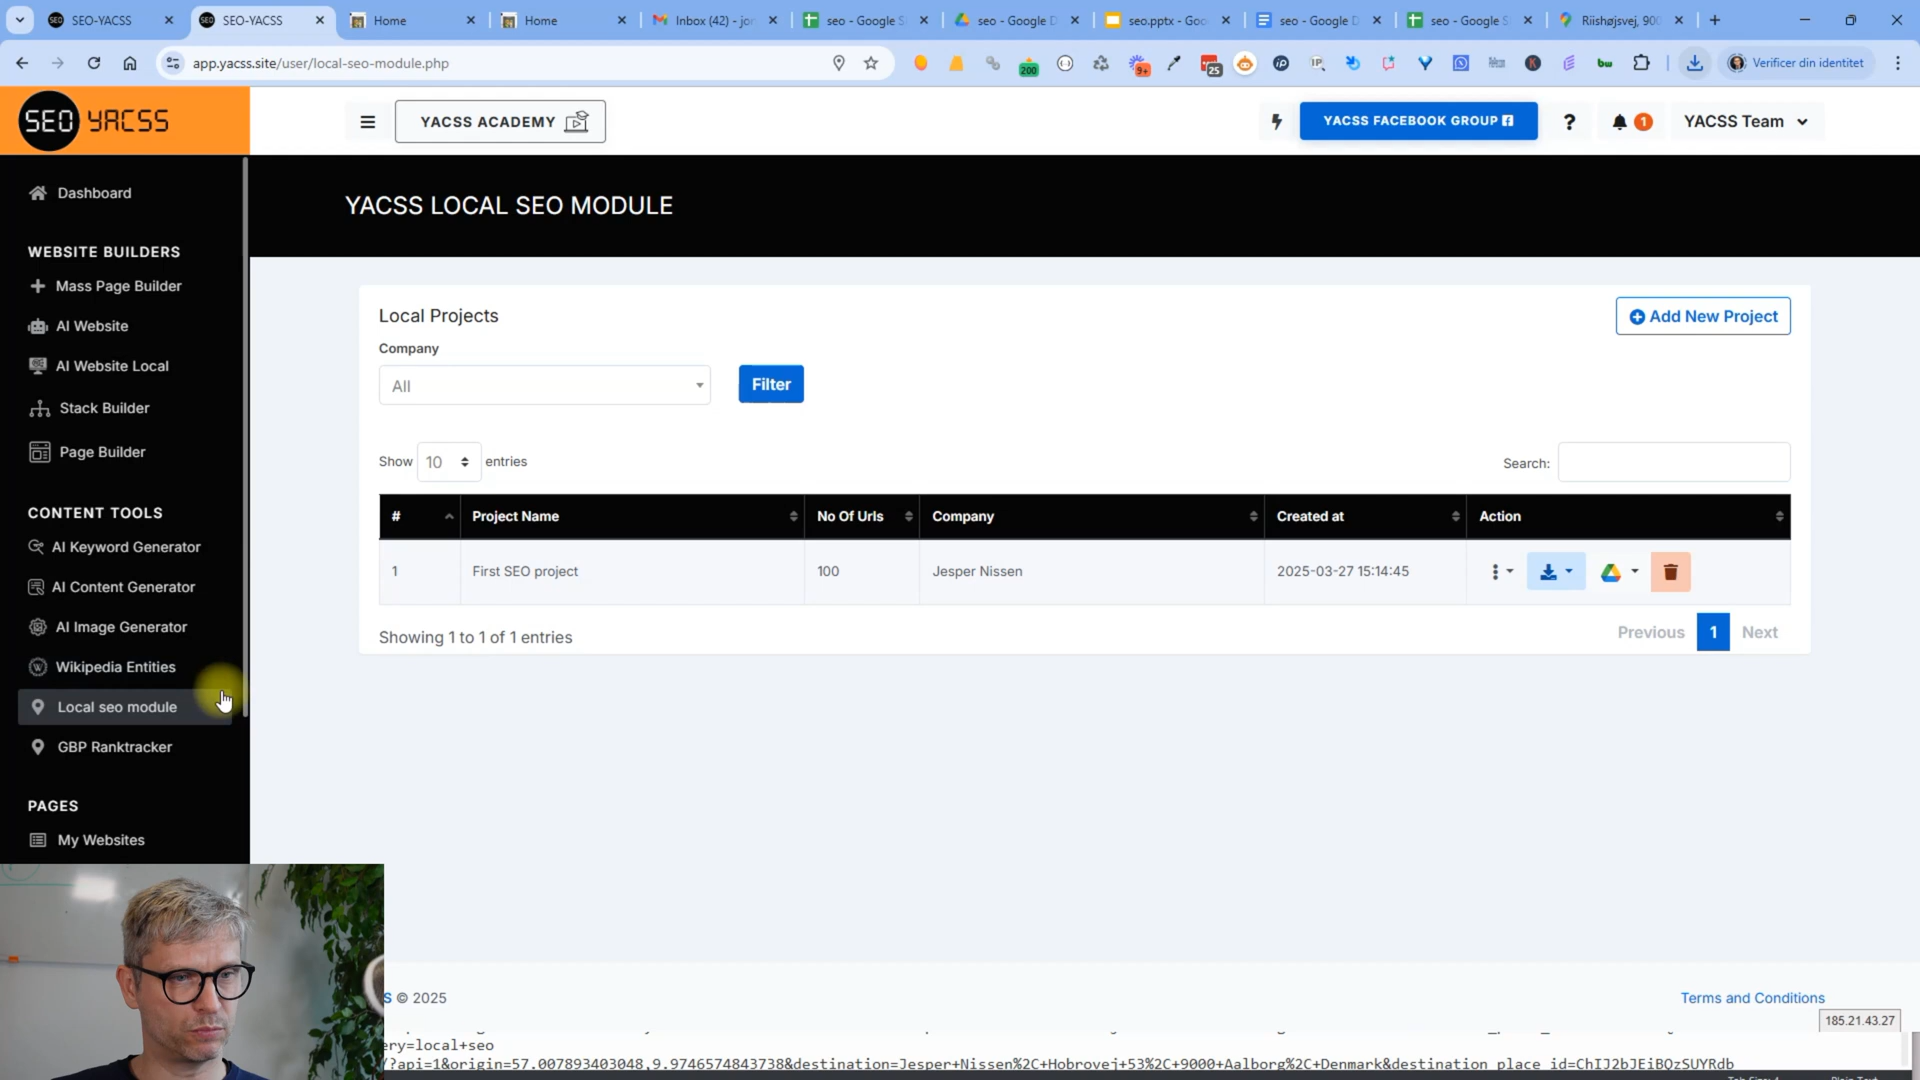 SEO-YACSS
SEO-YACSS
Home
Home
Inbox (42) - jor
seo - Google S
seo - Google D
seo.pptx - Goo
seo - Google D
seo - Google S
Riishøjsvej, 900
app.yacss.site/user/local-seo-module.php
200
9+
25
Verificer din identitet
SEO YACSS
YACSS ACADEMY
YACSS FACEBOOK GROUP
?
1
YACSS Team
Dashboard
WEBSITE BUILDERS
Mass Page Builder
AI Website
AI Website Local
Stack Builder
Page Builder
CONTENT TOOLS
AI Keyword Generator
AI Content Generator
AI Image Generator
Wikipedia Entities
Local seo module
GBP Ranktracker
PAGES
My Websites
YACSS LOCAL SEO MODULE
Local Projects
Add New Project
Company
All
Filter
Show 10 entries
Search:
# Project Name No Of Urls Company Created at Action
1 First SEO project 100 Jesper Nissen 2025-03-27 15:14:45
Showing 1 to 1 of 1 entries
Previous 1 Next
S © 2025
Terms and Conditions
185.21.43.27
ery=local+seo
/?api=1&origin=57.007893403048,9.9746574843738&destination=Jesper+Nissen%2C+Hobrovej+53%2C+9000+Aalborg%2C+Denmark&destination_place_id=ChIJ2bJEiBQzSUYRdb